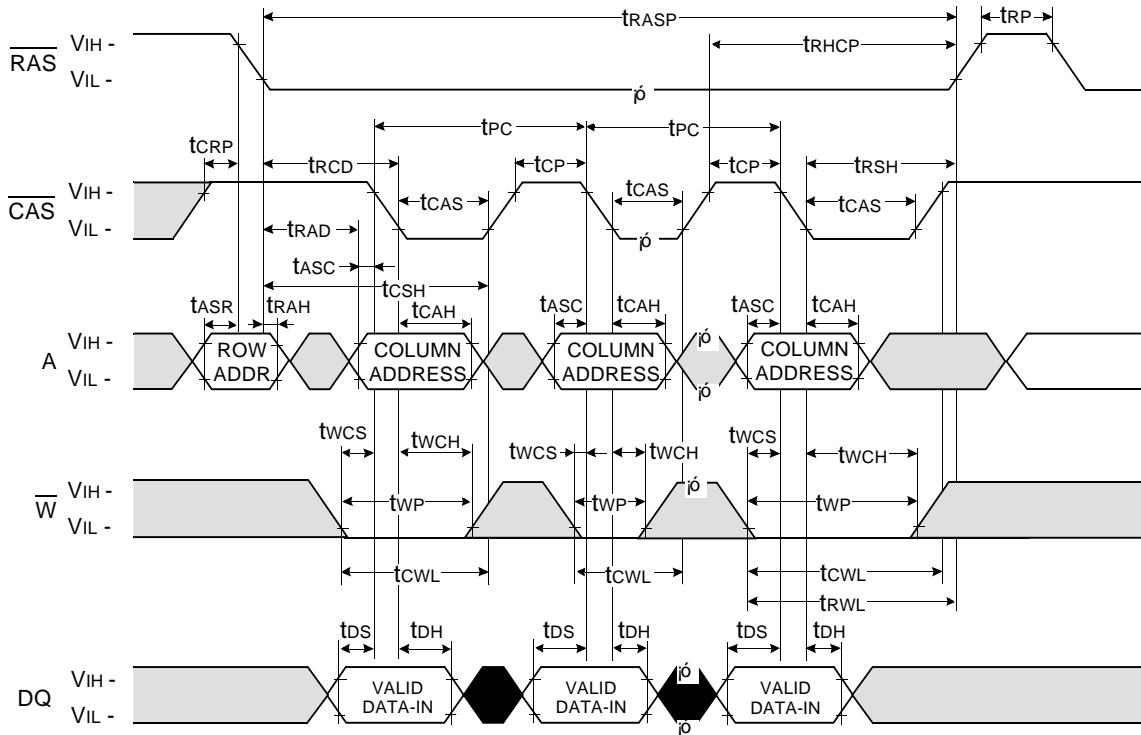 tRASP
tRP
tRHCP
RAS
VIH -
VIL -
¡ó
tCRP
tRCD
tPC
tPC
tCP
tCP
tRSH
CAS
VIH -
VIL -
tCAS
tCAS
tCAS
tRAD
¡ó
tASC
tCSH
tASR
tRAH
tCAH
tASC
tCAH
tASC
tCAH
A
VIH -
VIL -
ROW
ADDR
COLUMN
ADDRESS
COLUMN
ADDRESS
¡ó
¡ó
COLUMN
ADDRESS
tWCS
tWCH
tWCS
tWCH
tWCS
tWCH
W
VIH -
VIL -
tWP
tWP
¡ó
tWP
tCWL
tCWL
tCWL
tRWL
tDS
tDH
tDS
tDH
tDS
tDH
DQ
VIH -
VIL -
VALID
DATA-IN
VALID
DATA-IN
¡ó
¡ó
VALID
DATA-IN